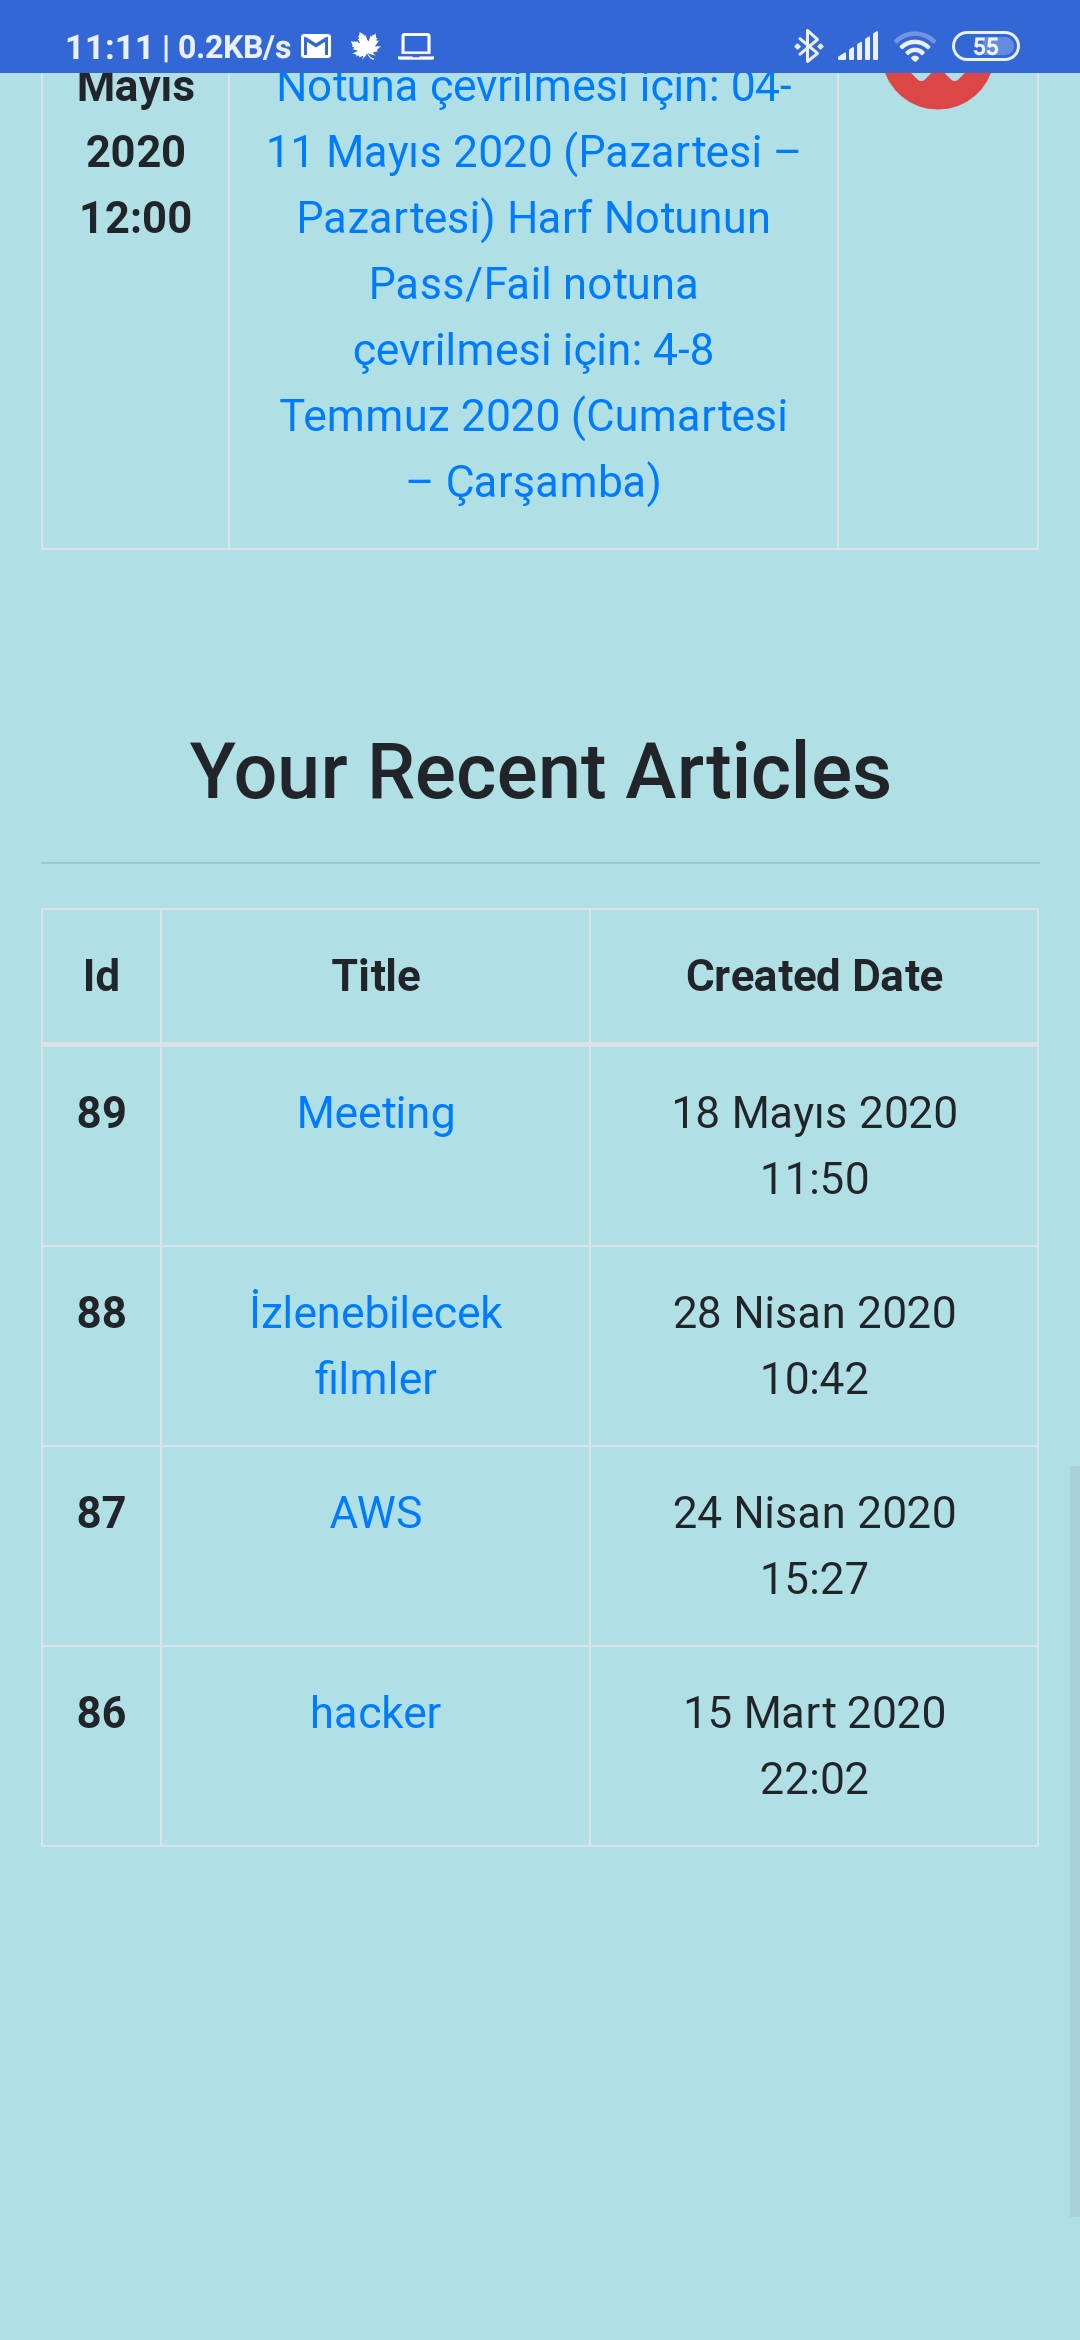 11:11 | 0.2KB/s
55
Mayıs
2020
12:00
Notuna çevrilmesi için: 04-
11 Mayıs 2020 (Pazartesi –
Pazartesi) Harf Notunun
Pass/Fail notuna
çevrilmesi için: 4-8
Temmuz 2020 (Cumartesi
– Çarşamba)
Your Recent Articles
Id Title Created Date
89 Meeting 18 Mayıs 2020
11:50
88 İzlenebilecek 28 Nisan 2020
filmler 10:42
87 AWS 24 Nisan 2020
15:27
86 hacker 15 Mart 2020
22:02